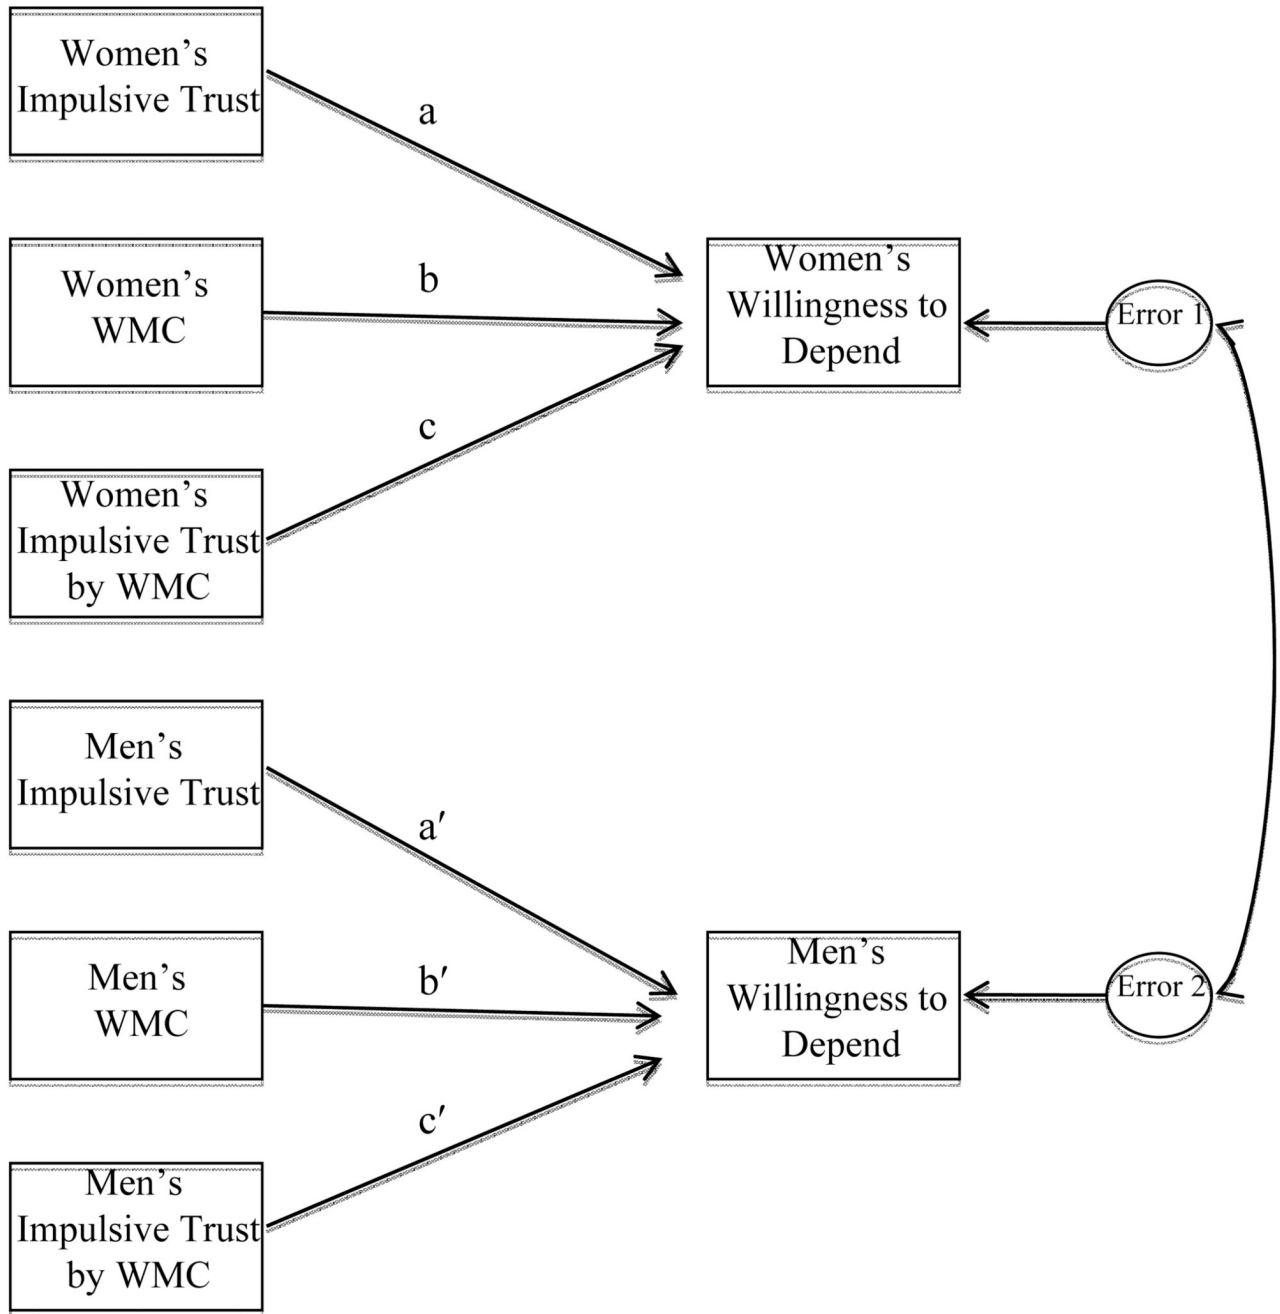 Women’s
Impulsive Trust
a
Women’s
WMC
b
Women’s
Willingness to
Depend
Error 1
c
Women’s
Impulsive Trust
by WMC
Men’s
Impulsive Trust
a′
Men’s
WMC
b′
Men’s
Willingness to
Depend
Error 2
c′
Men’s
Impulsive Trust
by WMC